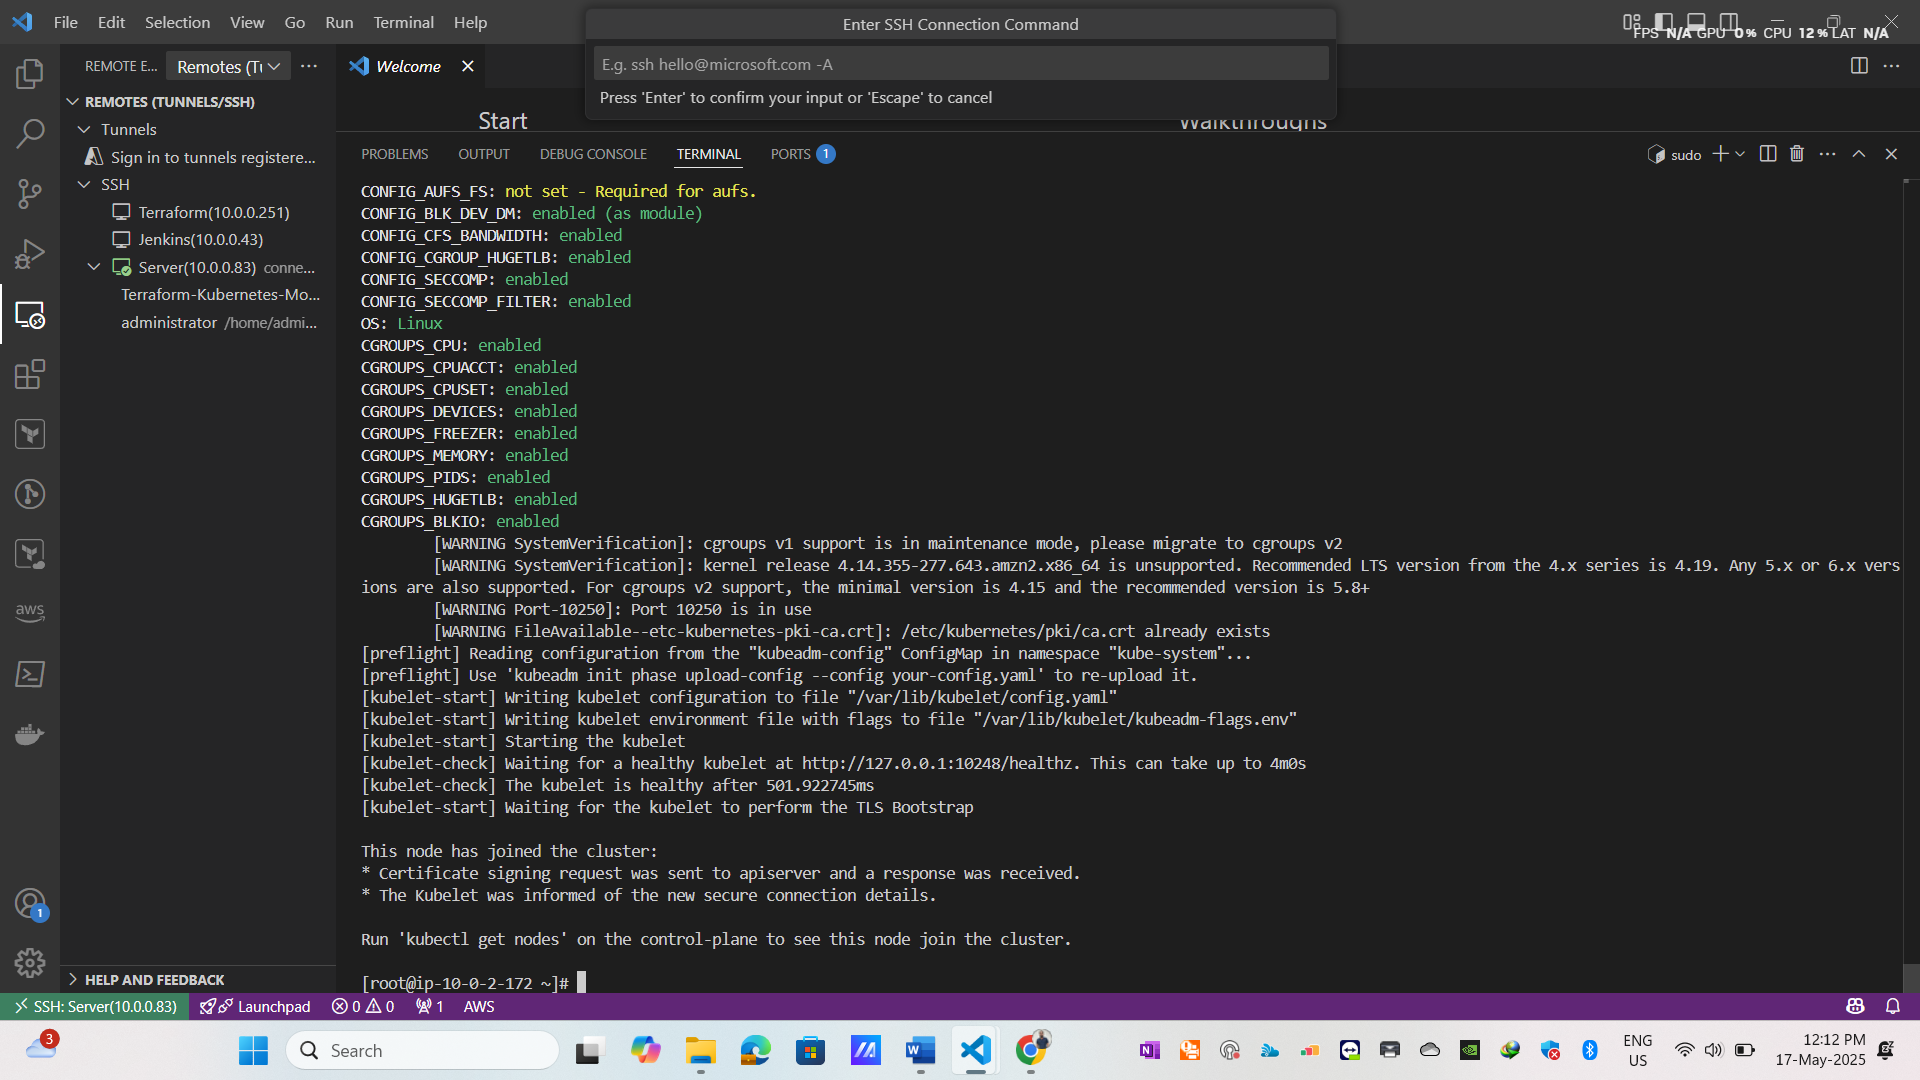 File Edit Selection View Go Run Terminal Help
Enter SSH Connection Command
FPS N/A GPU 0 % CPU 12 % LAT N/A
E.g. ssh hello@microsoft.com -A
Press 'Enter' to confirm your input or 'Escape' to cancel
REMOTE E... Remotes (Tu
Welcome
REMOTES (TUNNELS/SSH)
Tunnels
Sign in to tunnels registere...
SSH
Terraform(10.0.0.251)
Jenkins(10.0.0.43)
Server(10.0.0.83) conne...
Terraform-Kubernetes-Mo...
administrator /home/admi...
Start
Walkthroughs
PROBLEMS OUTPUT DEBUG CONSOLE TERMINAL PORTS 1
sudo
CONFIG_AUFS_FS: not set - Required for aufs.
CONFIG_BLK_DEV_DM: enabled (as module)
CONFIG_CFS_BANDWIDTH: enabled
CONFIG_CGROUP_HUGETLB: enabled
CONFIG_SECCOMP: enabled
CONFIG_SECCOMP_FILTER: enabled
OS: Linux
CGROUPS_CPU: enabled
CGROUPS_CPUACCT: enabled
CGROUPS_CPUSET: enabled
CGROUPS_DEVICES: enabled
CGROUPS_FREEZER: enabled
CGROUPS_MEMORY: enabled
CGROUPS_PIDS: enabled
CGROUPS_HUGETLB: enabled
CGROUPS_BLKIO: enabled
[WARNING SystemVerification]: cgroups v1 support is in maintenance mode, please migrate to cgroups v2
[WARNING SystemVerification]: kernel release 4.14.355-277.643.amzn2.x86_64 is unsupported. Recommended LTS version from the 4.x series is 4.19. Any 5.x or 6.x vers
ions are also supported. For cgroups v2 support, the minimal version is 4.15 and the recommended version is 5.8+
[WARNING Port-10250]: Port 10250 is in use
[WARNING FileAvailable--etc-kubernetes-pki-ca.crt]: /etc/kubernetes/pki/ca.crt already exists
[preflight] Reading configuration from the "kubeadm-config" ConfigMap in namespace "kube-system"...
[preflight] Use 'kubeadm init phase upload-config --config your-config.yaml' to re-upload it.
[kubelet-start] Writing kubelet configuration to file "/var/lib/kubelet/config.yaml"
[kubelet-start] Writing kubelet environment file with flags to file "/var/lib/kubelet/kubeadm-flags.env"
[kubelet-start] Starting the kubelet
[kubelet-check] Waiting for a healthy kubelet at http://127.0.0.1:10248/healthz. This can take up to 4m0s
[kubelet-check] The kubelet is healthy after 501.922745ms
[kubelet-start] Waiting for the kubelet to perform the TLS Bootstrap
This node has joined the cluster:
* Certificate signing request was sent to apiserver and a response was received.
* The Kubelet was informed of the new secure connection details.
Run 'kubectl get nodes' on the control-plane to see this node join the cluster.
[root@ip-10-0-2-172 ~]#
aws
1
HELP AND FEEDBACK
SSH: Server(10.0.0.83) Launchpad 0 0 1 AWS
3
Search
ENG
US
12:12 PM
17-May-2025